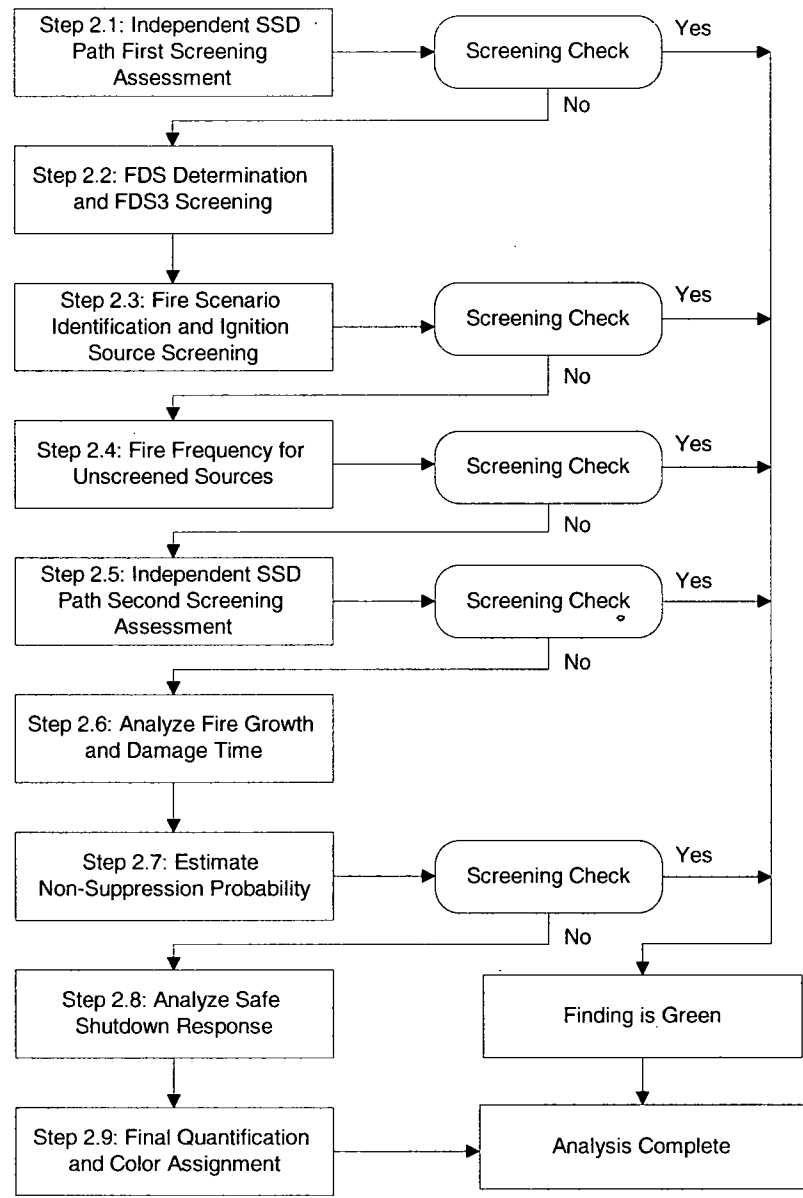 Step 2.1: Independent SSD
Path First Screening
Assessment
Screening Check
Yes
No
Step 2.2: FDS Determination
and FDS3 Screening
Step 2.3: Fire Scenario
Identification and Ignition
Source Screening
Screening Check
Yes
No
Step 2.4: Fire Frequency for
Unscreened Sources
Screening Check
Yes
No
Step 2.5: Independent SSD
Path Second Screening
Assessment
Screening Check
Yes
No
Step 2.6: Analyze Fire Growth
and Damage Time
Step 2.7: Estimate
Non-Suppression Probability
Screening Check
Yes
No
Step 2.8: Analyze Safe
Shutdown Response
Finding is Green
Step 2.9: Final Quantification
and Color Assignment
Analysis Complete